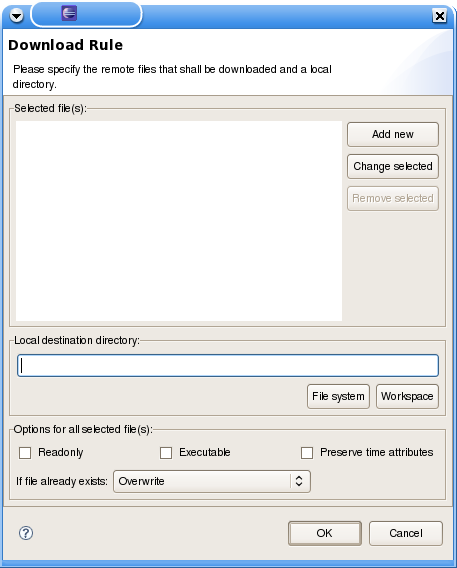 Download Rule
Please specify the remote files that shall be downloaded and a local
directory.
Selected file(s):
Add new
Change selected
Remove selected
Local destination directory:
File system
Workspace
Options for all selected file(s):
Readonly
Executable
Preserve time attributes
If file already exists:
Overwrite
?
OK
Cancel